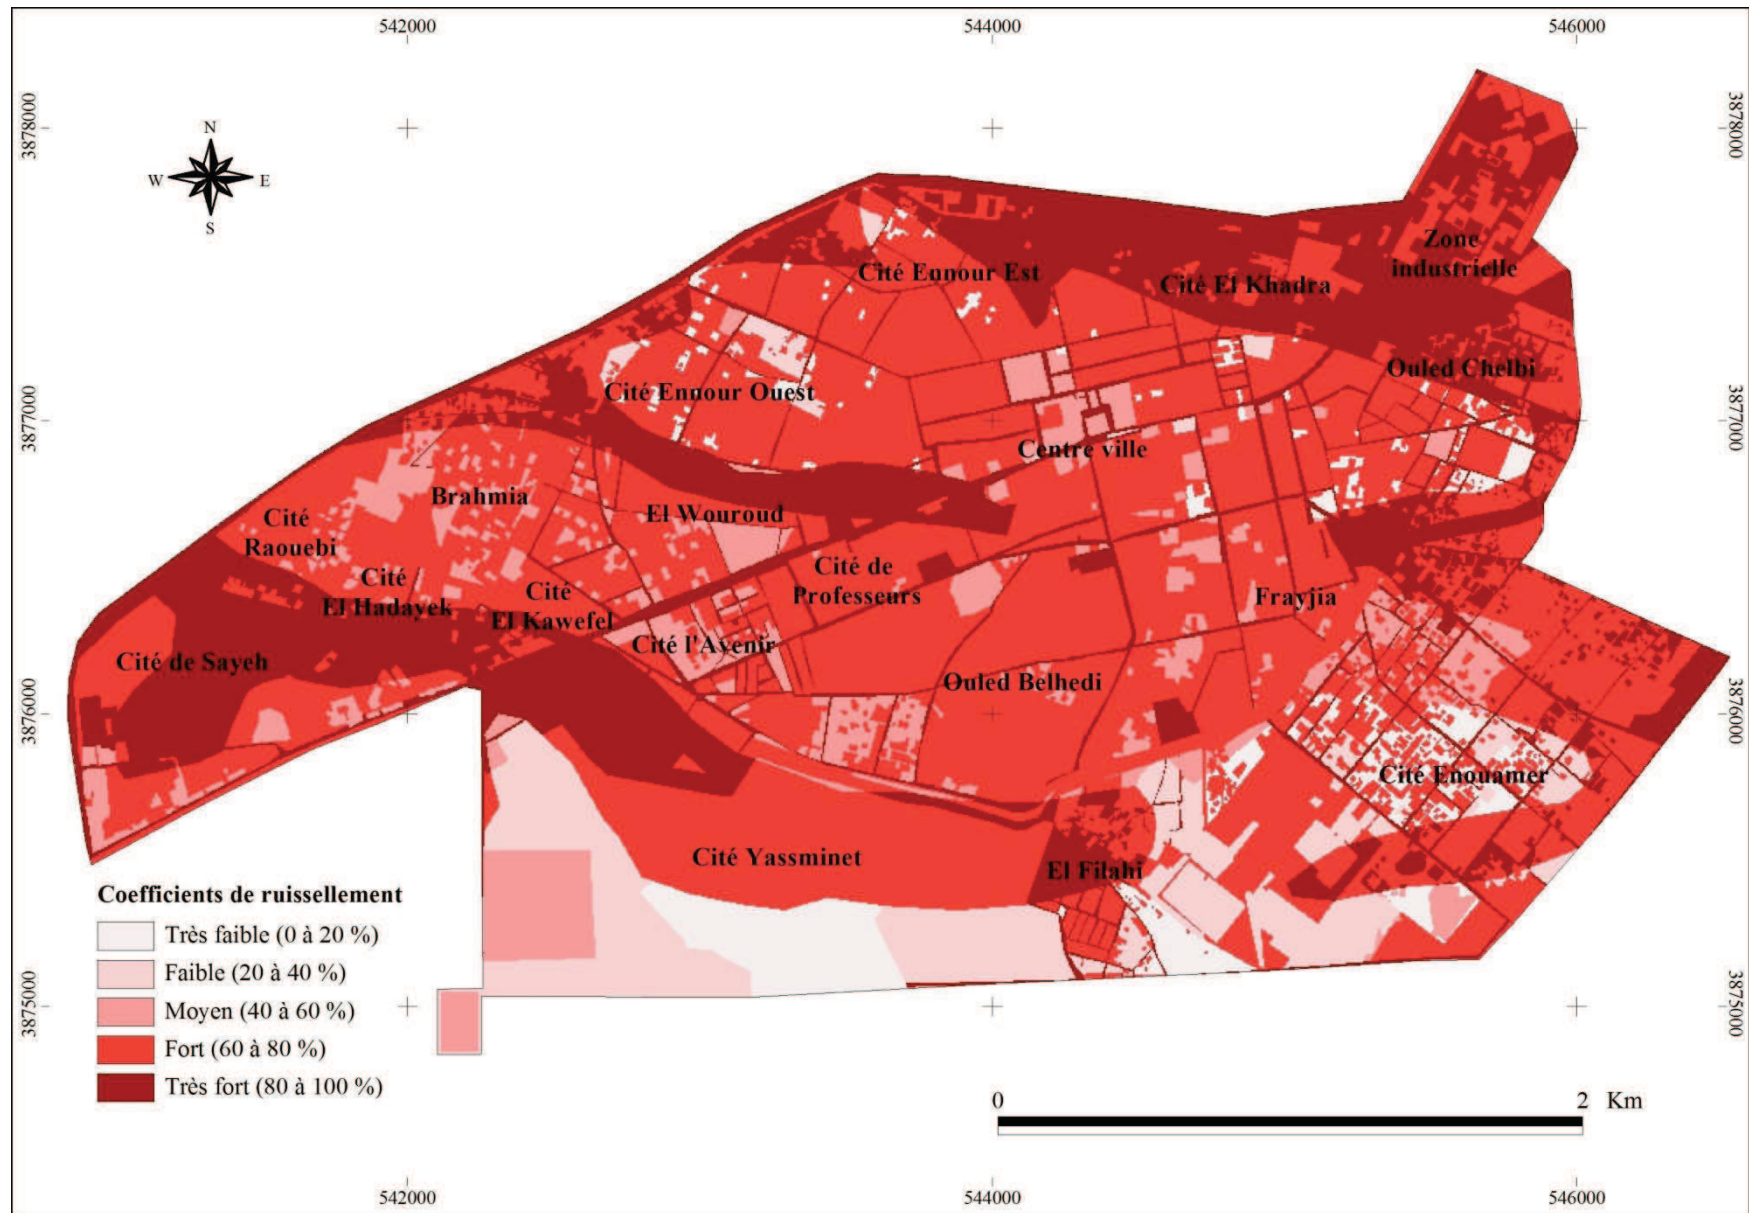 542000
544000
546000
3878000
3878000
N
W
E
S
Zone
industrielle
Cité Ennour Est
Cité El Khadra
Ouled Chelbi
Cité Ennour Ouest
3877000
3877000
Centre ville
Brahmia
El Wouroud
Cité
Raouebi
Cité
El Hadayek
Cité
El Kawefel
Cité de
Professeurs
Frayjia
Cité l'Avenir
Cité de Sayeh
Ouled Belhedi
3876000
3876000
Cité Enouamer
Cité Yassminet
El Filahi
Coefficients de ruissellement
Très faible (0 à 20 %)
Faible (20 à 40 %)
Moyen (40 à 60 %)
Fort (60 à 80 %)
Très fort (80 à 100 %)
3875000
3875000
0
2 Km
542000
544000
546000